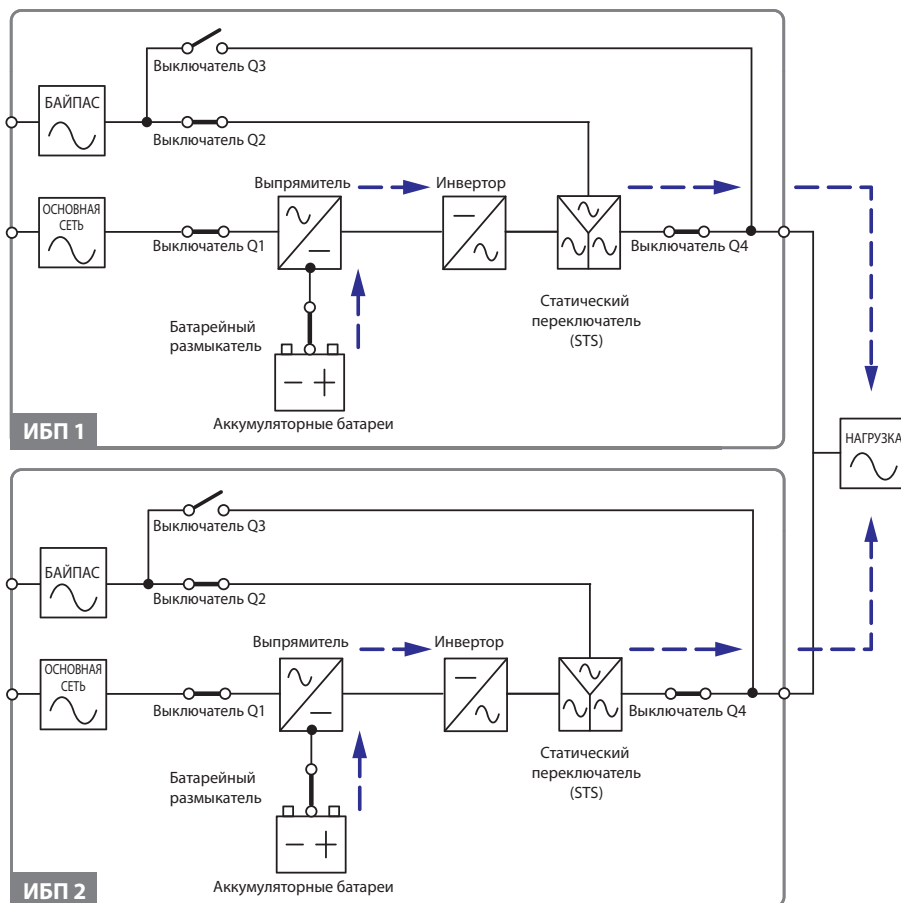 Выключатель Q3
БАЙПАС
Выключатель Q2
Выпрямитель
Инвертор
ОСНОВНАЯ
СЕТЬ
Выключатель Q1
Выключатель Q4
Статический
переключатель
(STS)
Батарейный
размыкатель
Аккумуляторные батареи
ИБП 1
НАГРУЗКА
Выключатель Q3
БАЙПАС
Выключатель Q2
Выпрямитель
Инвертор
ОСНОВНАЯ
СЕТЬ
Выключатель Q1
Выключатель Q4
Статический
переключатель
(STS)
Батарейный
размыкатель
Аккумуляторные батареи
ИБП 2